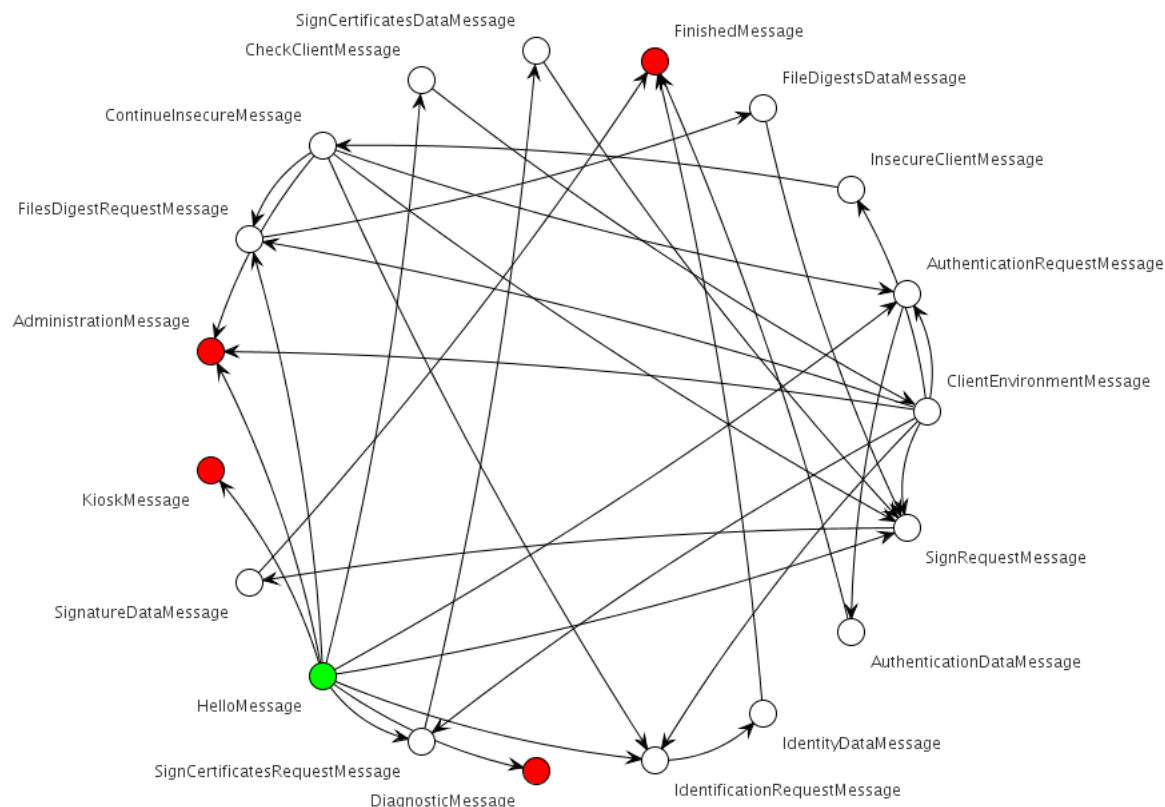 SignCertificatesDataMessage
FinishedMessage
CheckClientMessage
FileDigestsDataMessage
ContinueInsecureMessage
InsecureClientMessage
FilesDigestRequestMessage
AuthenticationRequestMessage
AdministrationMessage
ClientEnvironmentMessage
KioskMessage
SignRequestMessage
SignatureDataMessage
AuthenticationDataMessage
HelloMessage
IdentityDataMessage
SignCertificatesRequestMessage
IdentificationRequestMessage
DiagnosticMessage